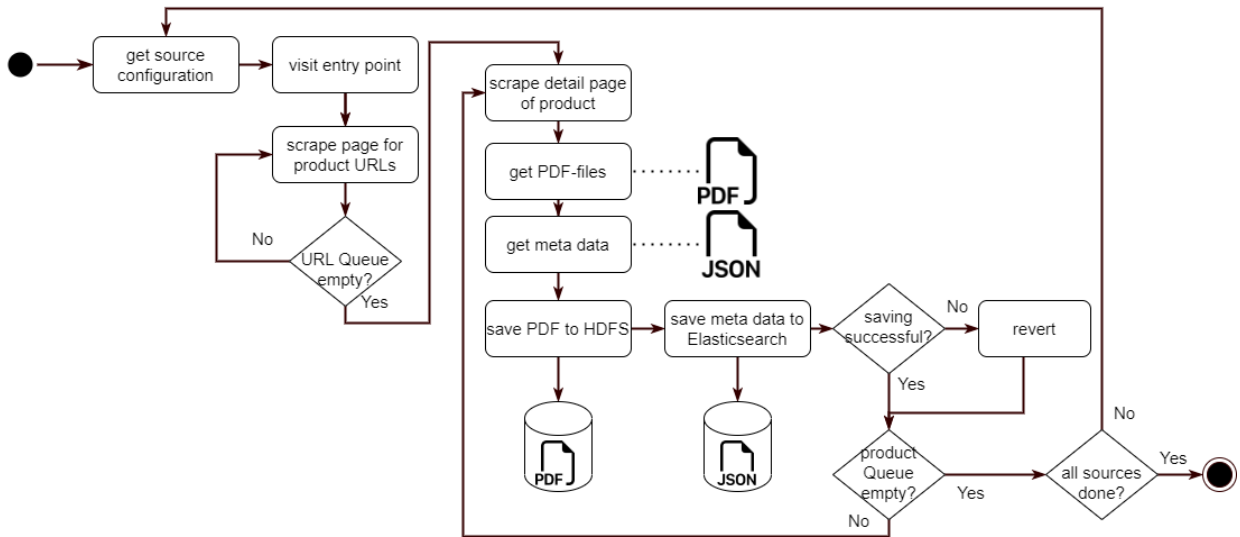 get source
configuration
visit entry point
scrape page for
product URLs
No
URL Queue
empty?
Yes
scrape detail page
of product
get PDF-files
PDF
get meta data
JSON
save PDF to HDFS
save meta data to
Elasticsearch
saving
successful?
No
revert
Yes
PDF
JSON
product
Queue
empty?
Yes
No
all sources
done?
No
Yes